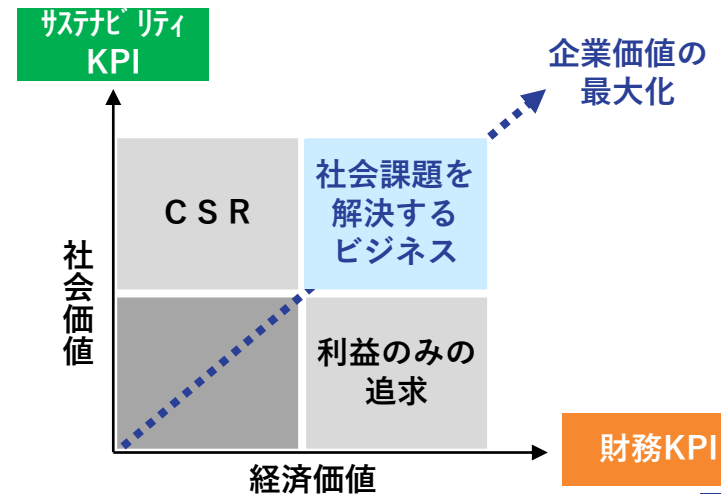 ｻｽﾃﾅﾋﾞﾘﾃｨ
KPI
企業価値の
最大化
ＣＳＲ
社会課題を
解決する
ビジネス
社会価値
利益のみの
追求
財務KPI
経済価値